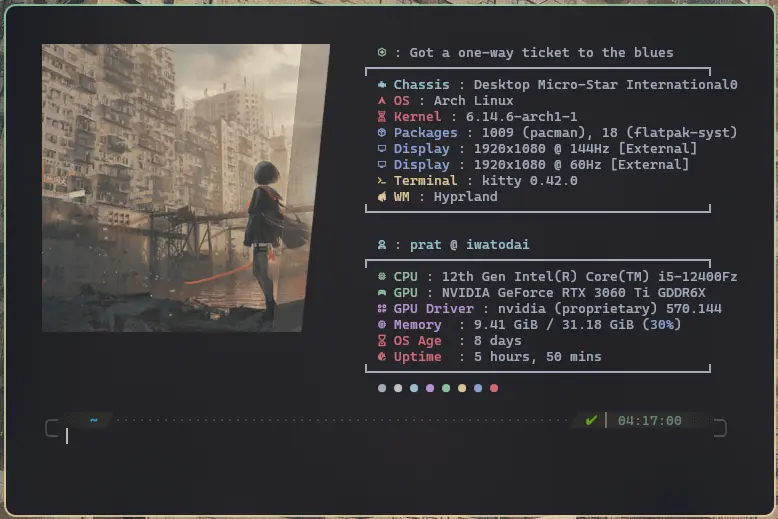 : Got a one-way ticket to the blues
Chassis : Desktop Micro-Star International0
OS : Arch Linux
Kernel : 6.14.6-arch1-1
Packages : 1009 (pacman), 18 (flatpak-syst)
Display : 1920x1080 @ 144Hz [External]
Display : 1920x1080 @ 60Hz [External]
Terminal : kitty 0.42.0
WM : Hyprland
: prat @ iwatodai
CPU : 12th Gen Intel(R) Core(TM) i5-12400Fz
GPU : NVIDIA GeForce RTX 3060 Ti GDDR6X
GPU Driver : nvidia (proprietary) 570.144
Memory : 9.41 GiB / 31.18 GiB (30%)
OS Age : 8 days
Uptime : 5 hours, 50 mins
~ ✔ 04:17:00